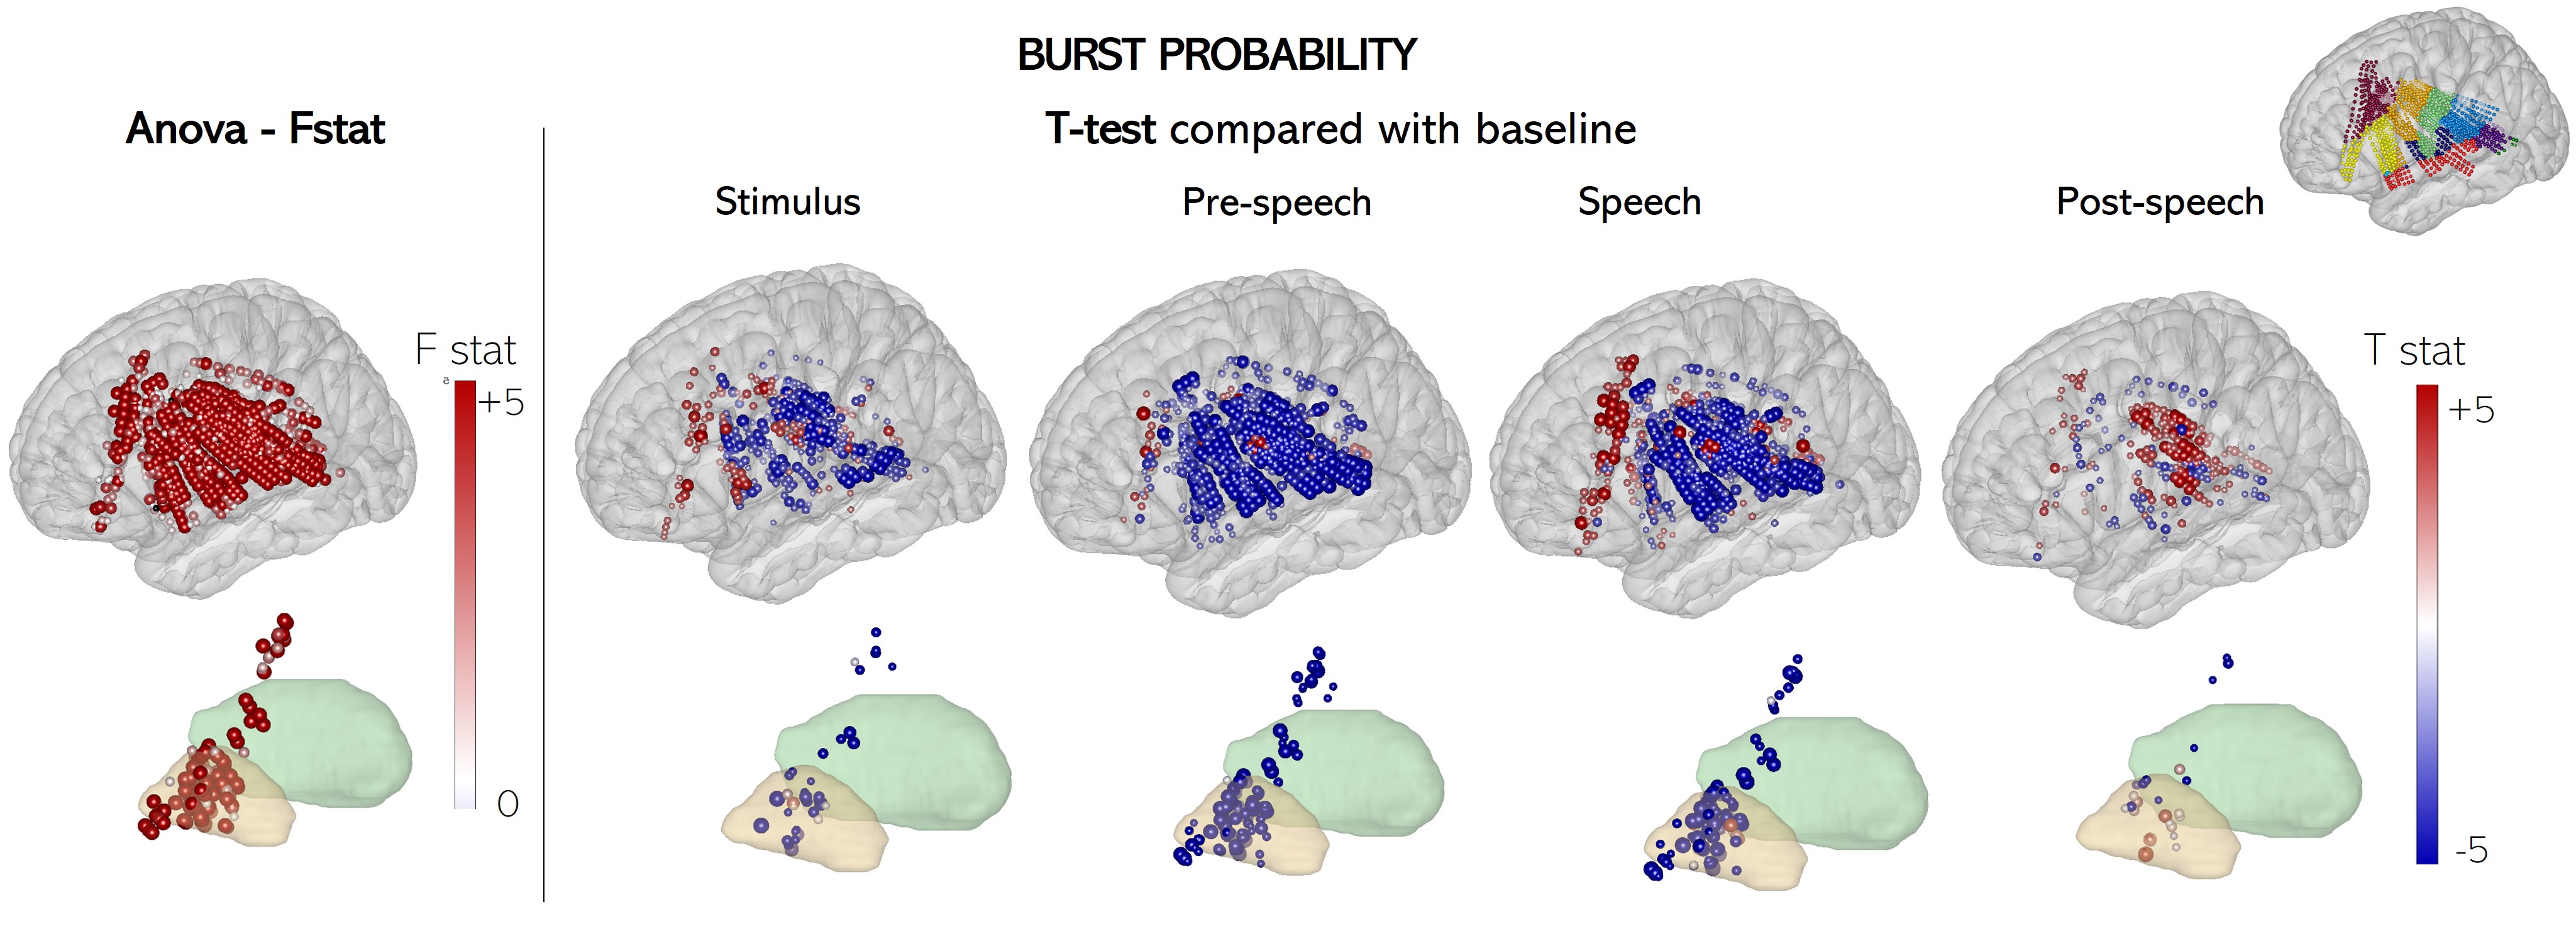 BURST PROBABILITY
Anova - Fstat
T-test compared with baseline
Stimulus
Pre-speech
Speech
Post-speech
F stat
a
+5
0
T stat
+5
-5